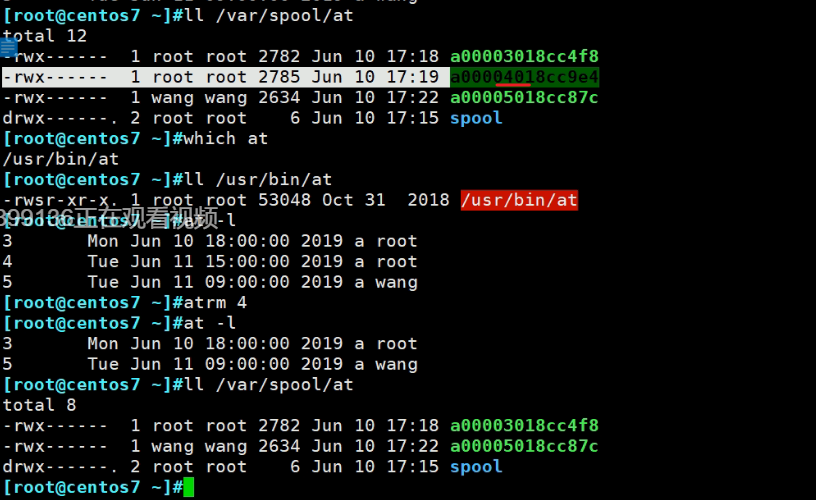 [root@centos7 ~]#ll /var/spool/at
total 12
-rwx------  1 root root 2782 Jun 10 17:18 a00003018cc4f8
-rwx------  1 root root 2785 Jun 10 17:19 a00004018cc9e4
-rwx------  1 wang wang 2634 Jun 10 17:22 a00005018cc87c
drwx------. 2 root root    6 Jun 10 17:15 spool
[root@centos7 ~]#which at
/usr/bin/at
[root@centos7 ~]#ll /usr/bin/at
-rwsr-xr-x. 1 root root 53048 Oct 31  2018 /usr/bin/at
[root@centos7 ~]#at -l
正在观看视频
3       Mon Jun 10 18:00:00 2019 a root
4       Tue Jun 11 15:00:00 2019 a root
5       Tue Jun 11 09:00:00 2019 a wang
[root@centos7 ~]#atrm 4
[root@centos7 ~]#at -l
3       Mon Jun 10 18:00:00 2019 a root
5       Tue Jun 11 09:00:00 2019 a wang
[root@centos7 ~]#ll /var/spool/at
total 8
-rwx------  1 root root 2782 Jun 10 17:18 a00003018cc4f8
-rwx------  1 wang wang 2634 Jun 10 17:22 a00005018cc87c
drwx------. 2 root root    6 Jun 10 17:15 spool
[root@centos7 ~]#